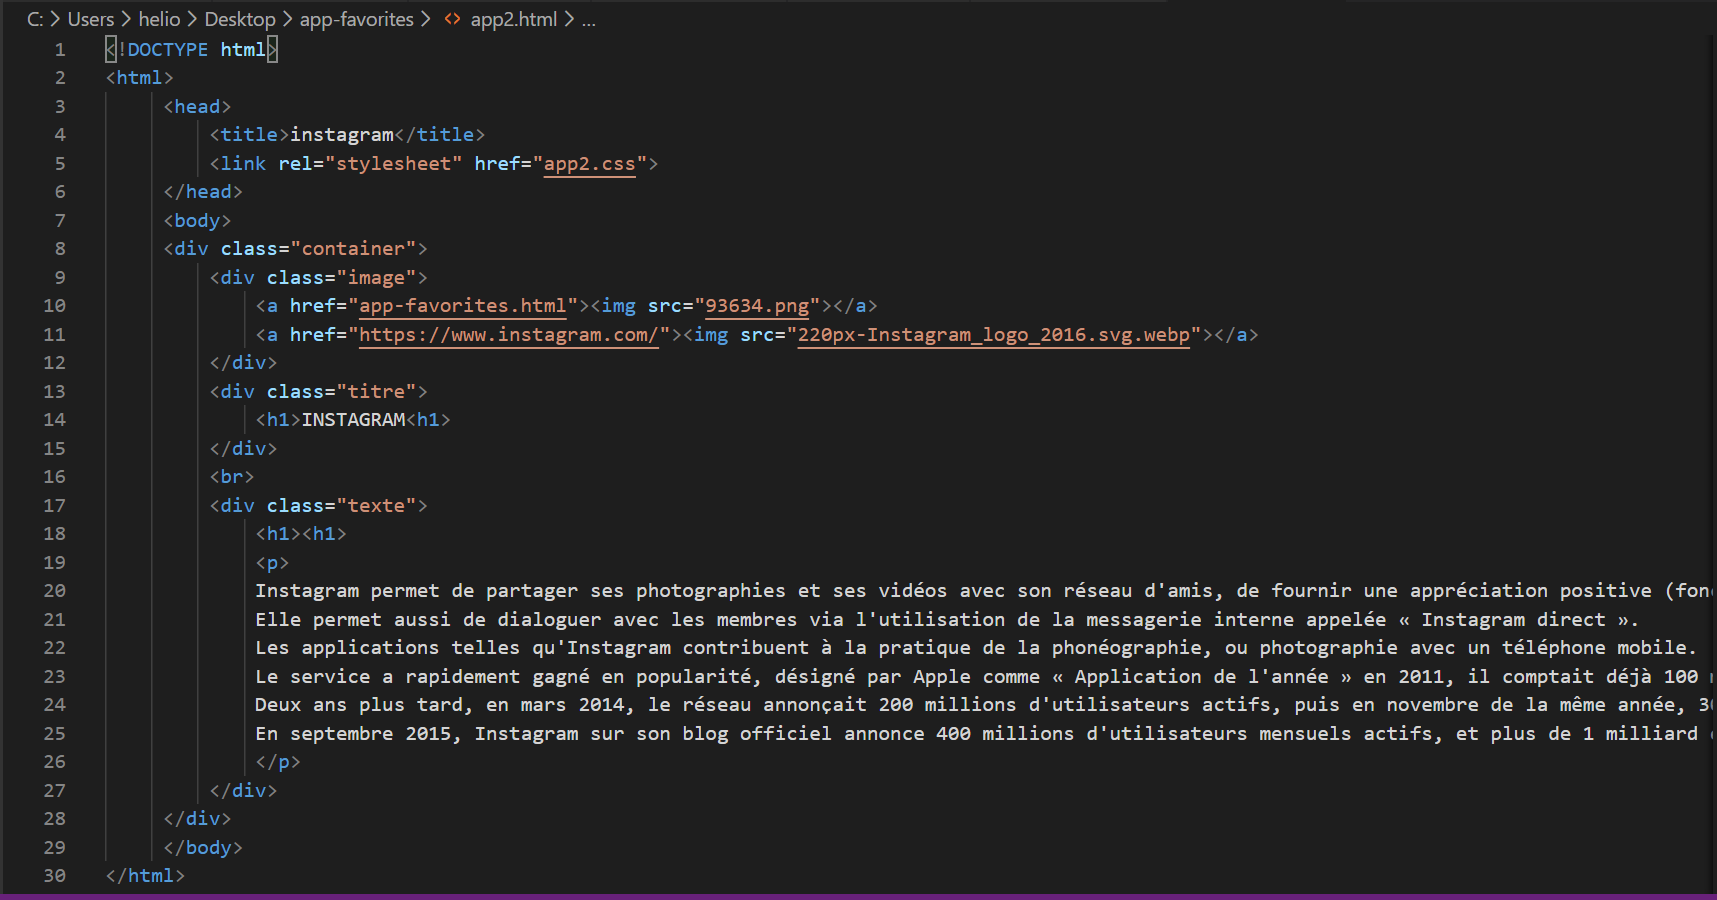 C: > Users > helio > Desktop > app-favorites > <> app2.html > ...
1 <!DOCTYPE html>
2 <html>
3 <head>
4 <title>instagram</title>
5 <link rel="stylesheet" href="app2.css">
6 </head>
7 <body>
8 <div class="container">
9 <div class="image">
10 <a href="app-favorites.html"><img src="93634.png"></a>
11 <a href="https://www.instagram.com/"><img src="220px-Instagram_logo_2016.svg.webp"></a>
12 </div>
13 <div class="titre">
14 <h1>INSTAGRAM<h1>
15 </div>
16 <br>
17 <div class="texte">
18 <h1><h1>
19 <p>
20 Instagram permet de partager ses photographies et ses vidéos avec son réseau d'amis, de fournir une appréciation positive (fon
21 Elle permet aussi de dialoguer avec les membres via l'utilisation de la messagerie interne appelée « Instagram direct ».
22 Les applications telles qu'Instagram contribuent à la pratique de la phonéographie, ou photographie avec un téléphone mobile.
23 Le service a rapidement gagné en popularité, désigné par Apple comme « Application de l'année » en 2011, il comptait déjà 100
24 Deux ans plus tard, en mars 2014, le réseau annonçait 200 millions d'utilisateurs actifs, puis en novembre de la même année, 3
25 En septembre 2015, Instagram sur son blog officiel annonce 400 millions d'utilisateurs mensuels actifs, et plus de 1 milliard
26 </p>
27 </div>
28 </div>
29 </body>
30 </html>